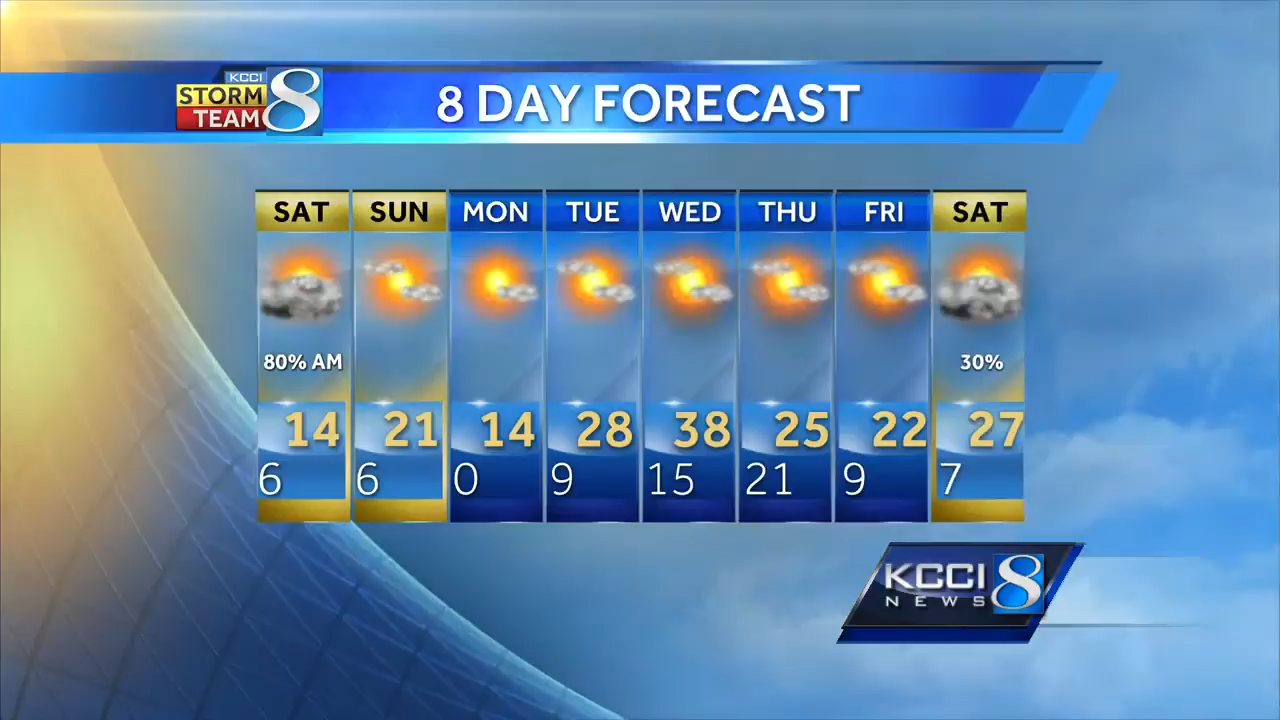 KCCI
STORM
TEAM
8
8 DAY FORECAST
SAT SUN MON TUE WED THU FRI SAT
80% AM 30%
14 21 14 28 38 25 22 27
6 6 0 9 15 21 9 7
KCCI 8
NEWS